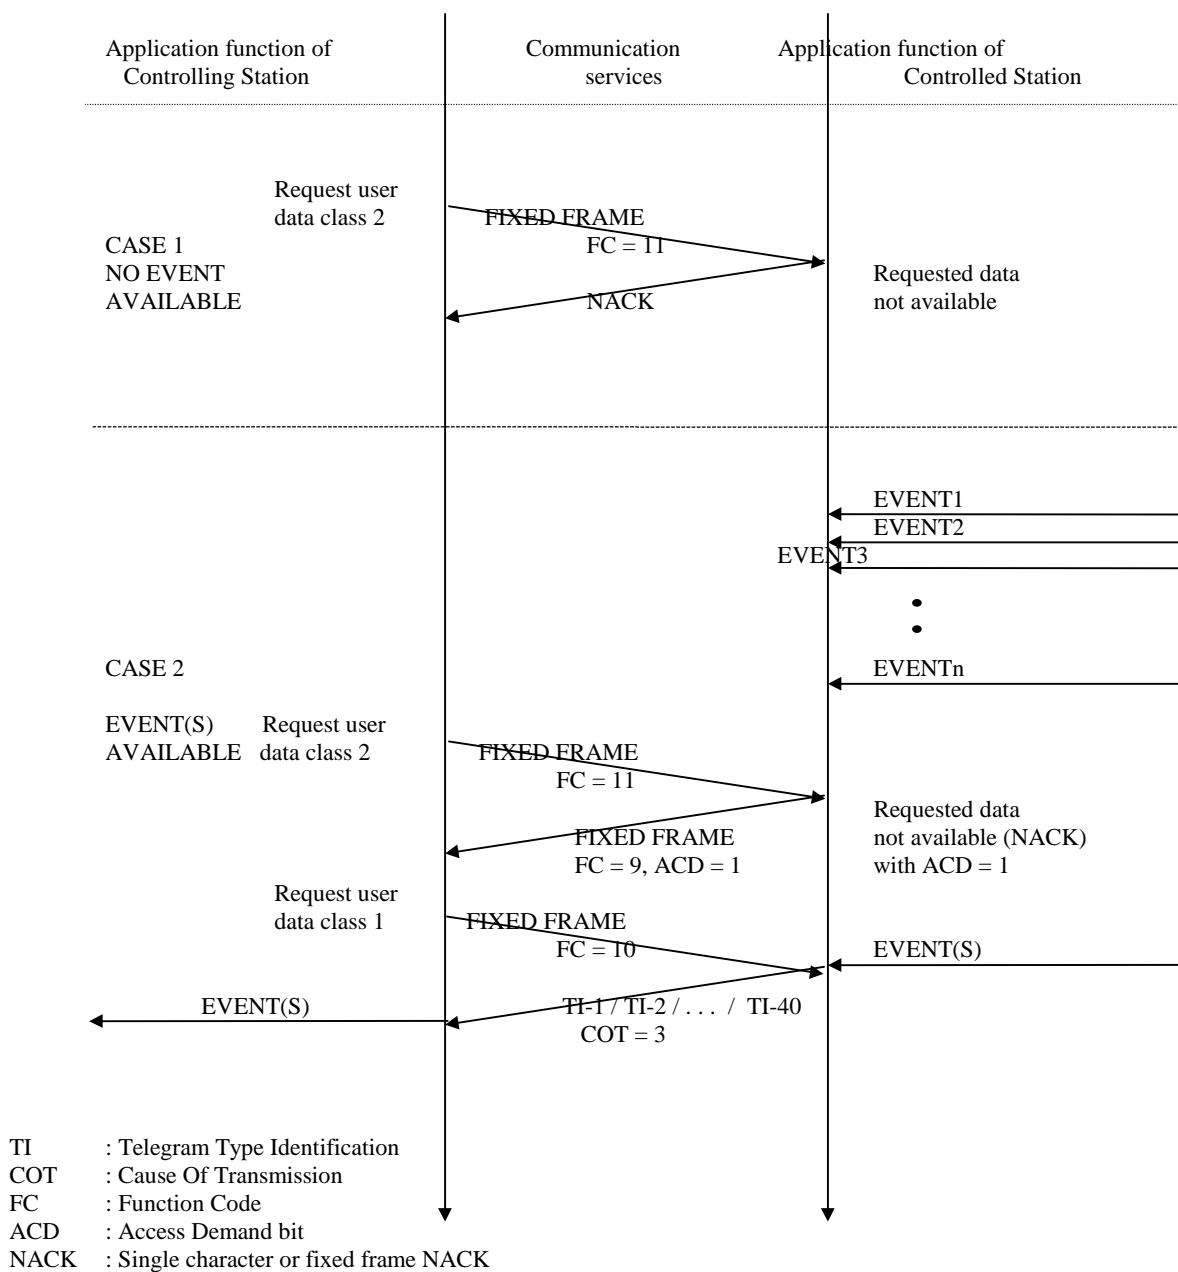 Application function of
Controlling Station
Communication
services
Application function of
Controlled Station
Request user
data class 2
FIXED FRAME
FC = 11
CASE 1
NO EVENT
AVAILABLE
NACK
Requested data
not available
EVENT1
EVENT2
EVENT3
EVENTn
CASE 2
EVENT(S)
AVAILABLE
Request user
data class 2
FIXED FRAME
FC = 11
Requested data
not available (NACK)
with ACD = 1
FIXED FRAME
FC = 9, ACD = 1
Request user
data class 1
FIXED FRAME
FC = 10
EVENT(S)
EVENT(S)
TI-1 / TI-2 / . . . / TI-40
COT = 3
TI : Telegram Type Identification
COT : Cause Of Transmission
FC : Function Code
ACD : Access Demand bit
NACK : Single character or fixed frame NACK